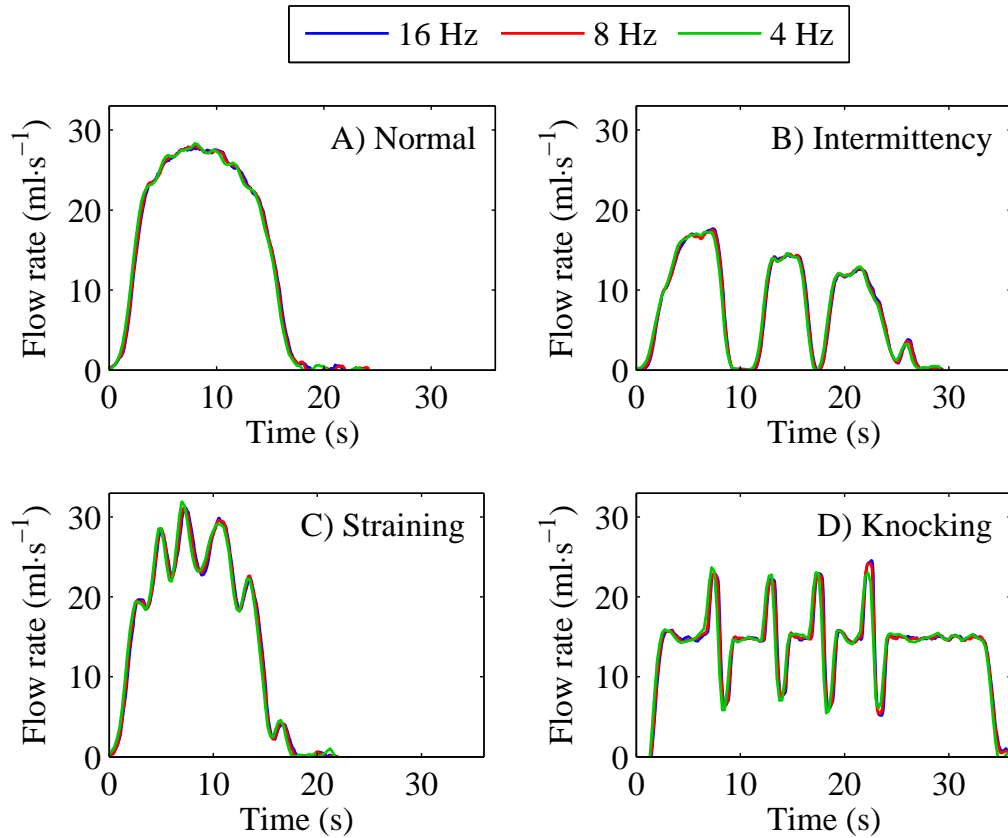 16 Hz 8 Hz 4 Hz
A) Normal
Flow rate (ml·s−1)
30
20
10
0
0 10 20 30
Time (s)
B) Intermittency
Flow rate (ml·s−1)
30
20
10
0
0 10 20 30
Time (s)
C) Straining
Flow rate (ml·s−1)
30
20
10
0
0 10 20 30
Time (s)
D) Knocking
Flow rate (ml·s−1)
30
20
10
0
0 10 20 30
Time (s)